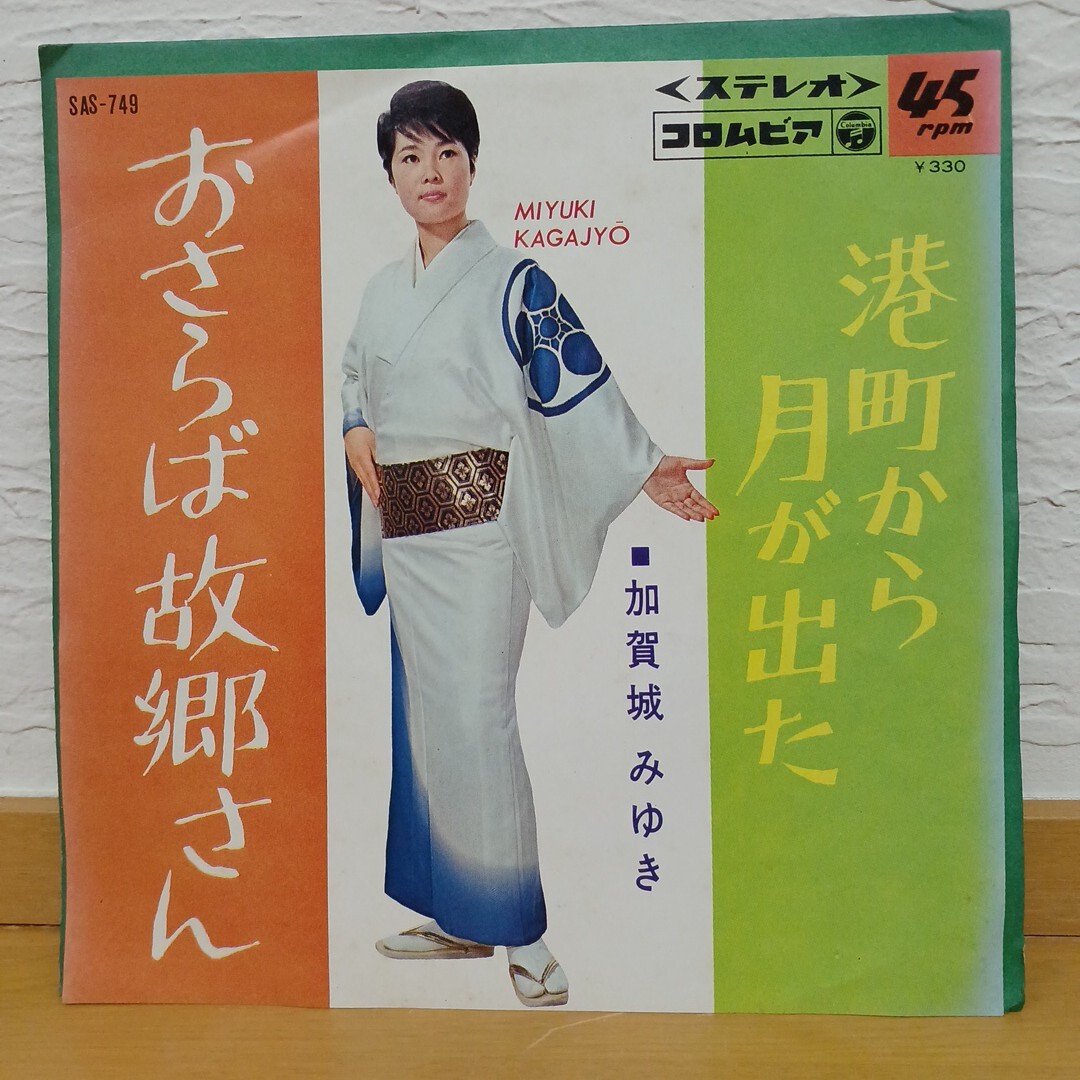 SAS-749
おさらば故郷さん
MIYUKI
KAGAJYŌ
<ステレオ>
コロムビア
Columbia
45
rpm
¥330
港町から
月が出た
■加賀城 みゆき